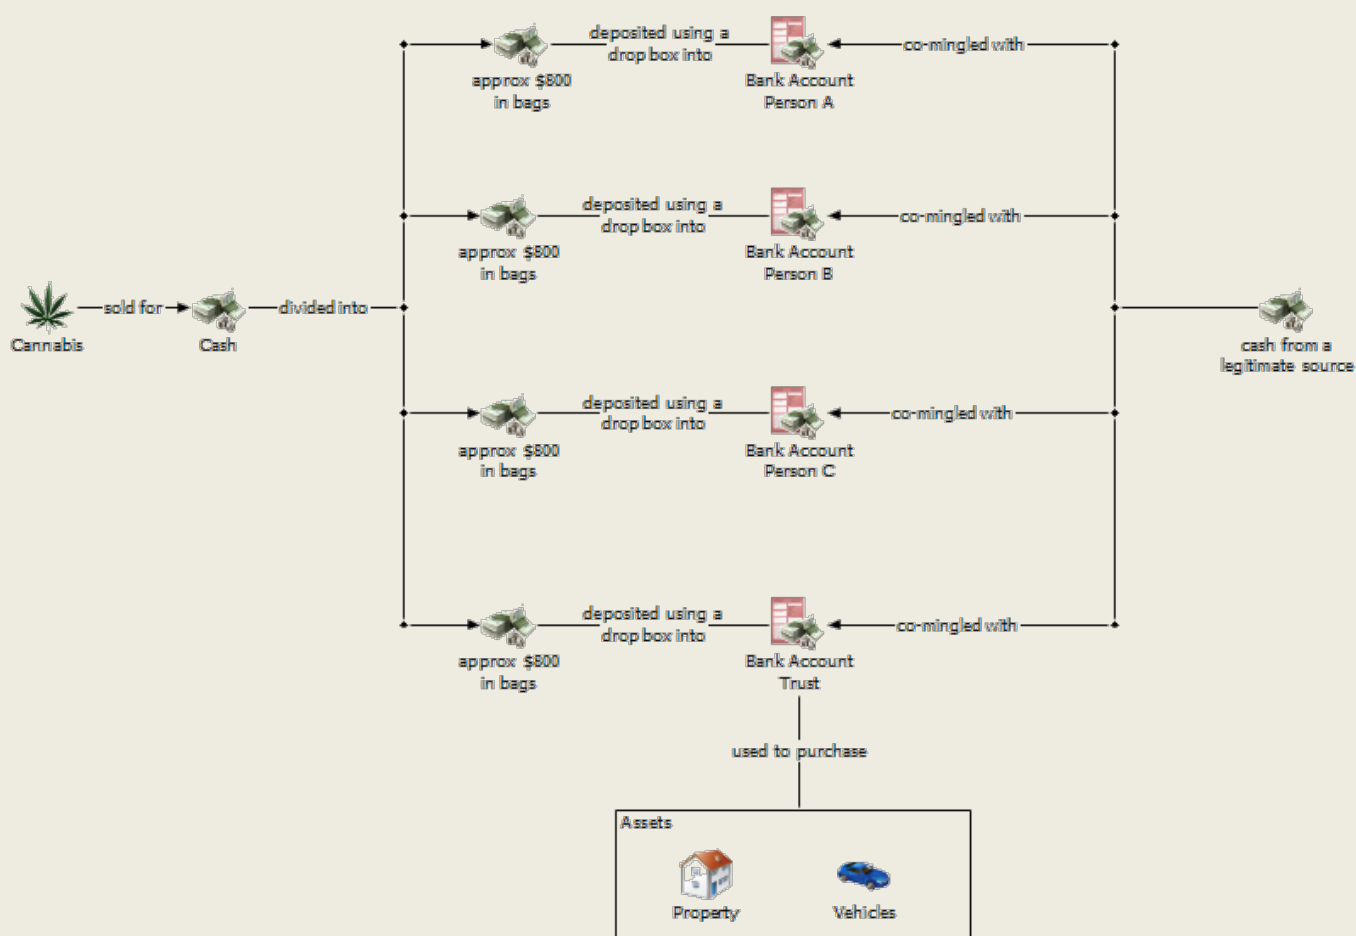 deposited using a
drop box into
co-mingled with
approx $800
in bags
Bank Account
Person A
deposited using a
drop box into
co-mingled with
approx $800
in bags
Bank Account
Person B
sold for
divided into
Cannabis
Cash
cash from a
legitimate source
deposited using a
drop box into
co-mingled with
approx $800
in bags
Bank Account
Person C
deposited using a
drop box into
co-mingled with
approx $800
in bags
Bank Account
Trust
used to purchase
Assets
Property
Vehicles